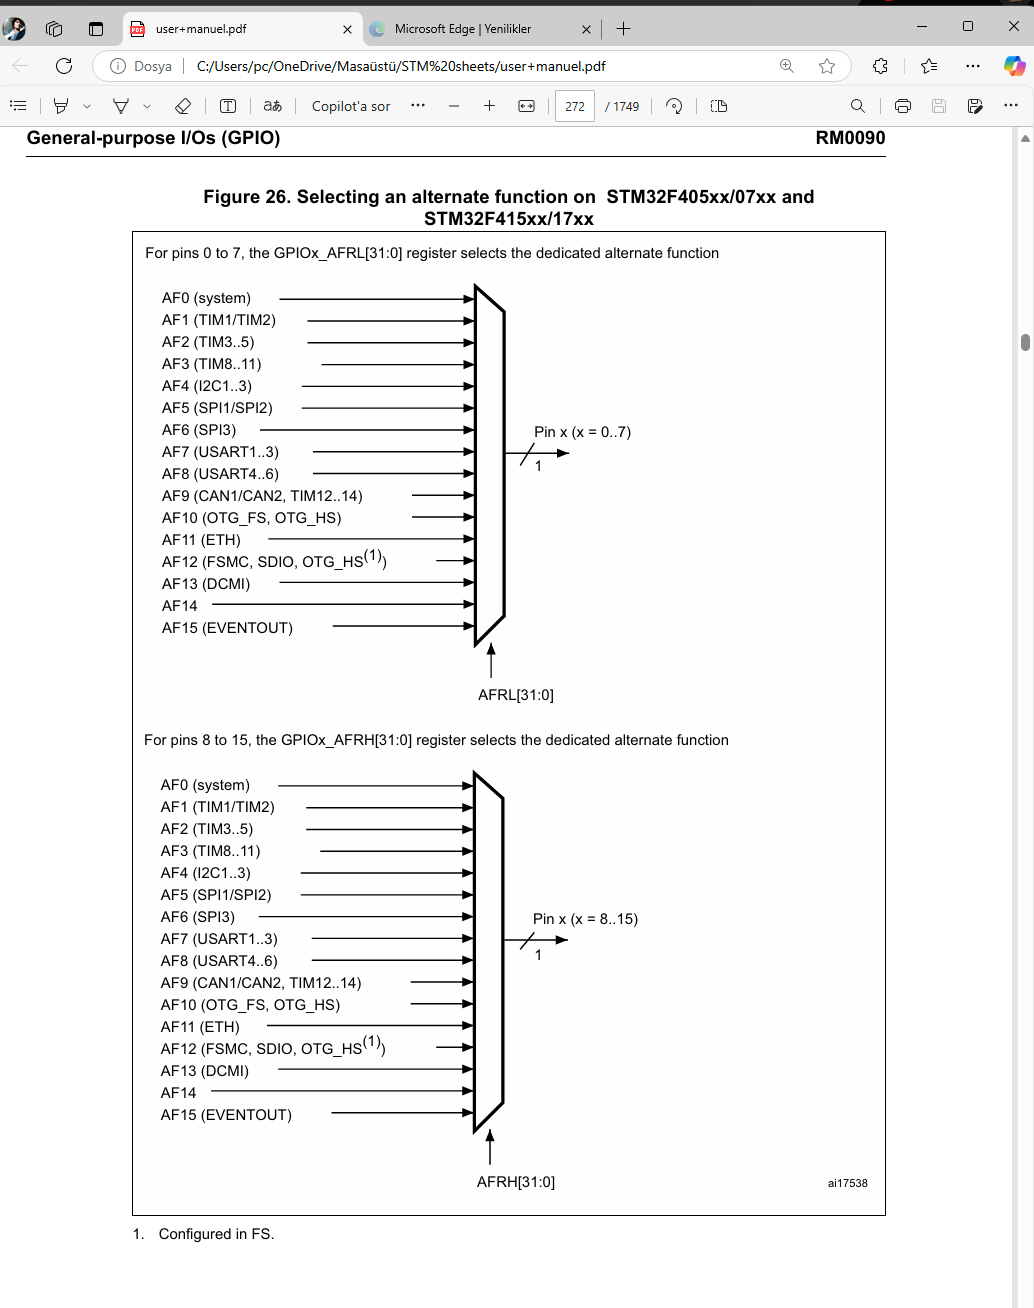 user+manuel.pdf
Microsoft Edge | Yenilikler
Dosya
C:/Users/pc/OneDrive/Masaüstü/STM%20sheets/user+manuel.pdf
aあ
Copilot'a sor
272
/ 1749
General-purpose I/Os (GPIO)
RM0090
Figure 26. Selecting an alternate function on STM32F405xx/07xx and
STM32F415xx/17xx
For pins 0 to 7, the GPIOx_AFRL[31:0] register selects the dedicated alternate function
AF0 (system)
AF1 (TIM1/TIM2)
AF2 (TIM3..5)
AF3 (TIM8..11)
AF4 (I2C1..3)
AF5 (SPI1/SPI2)
AF6 (SPI3)
AF7 (USART1..3)
AF8 (USART4..6)
AF9 (CAN1/CAN2, TIM12..14)
AF10 (OTG_FS, OTG_HS)
AF11 (ETH)
AF12 (FSMC, SDIO, OTG_HS(1))
AF13 (DCMI)
AF14
AF15 (EVENTOUT)
Pin x (x = 0..7)
1
AFRL[31:0]
For pins 8 to 15, the GPIOx_AFRH[31:0] register selects the dedicated alternate function
AF0 (system)
AF1 (TIM1/TIM2)
AF2 (TIM3..5)
AF3 (TIM8..11)
AF4 (I2C1..3)
AF5 (SPI1/SPI2)
AF6 (SPI3)
AF7 (USART1..3)
AF8 (USART4..6)
AF9 (CAN1/CAN2, TIM12..14)
AF10 (OTG_FS, OTG_HS)
AF11 (ETH)
AF12 (FSMC, SDIO, OTG_HS(1))
AF13 (DCMI)
AF14
AF15 (EVENTOUT)
Pin x (x = 8..15)
1
AFRH[31:0]
ai17538
1. Configured in FS.